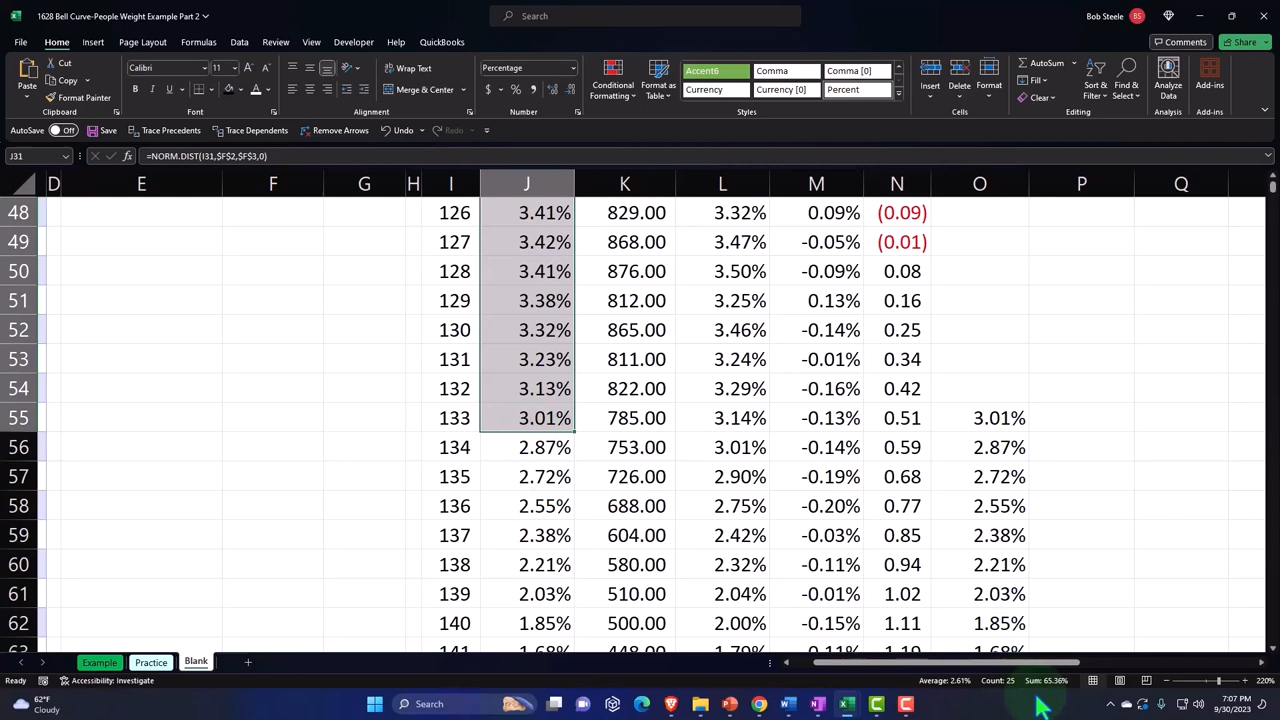 1628 Bell Curve-People Weight Example Part 2
Search
Bob Steele
BS
File Home Insert Page Layout Formulas Data Review View Developer Help QuickBooks
Comments
Share
Paste
Cut
Copy
Format Painter
Clipboard
Calibri
11
B I U
Font
Wrap Text
Merge & Center
Alignment
Percentage
$ % ,
Number
Conditional Formatting
Format as Table
Accent6
Comma
Comma [0]
Currency
Currency [0]
Percent
Styles
Insert
Delete
Format
Cells
AutoSum
Fill
Clear
Sort & Filter
Find & Select
Editing
Analyze Data
Analysis
Add-ins
Add-ins
AutoSave Off Save Trace Precedents Trace Dependents Remove Arrows Undo Redo
J31 fx =NORM.DIST(I31,$F$2,$F$3,0)
D E F G H I J K L M N O P Q
48 126 3.41% 829.00 3.32% 0.09% (0.09)
49 127 3.42% 868.00 3.47% -0.05% (0.01)
50 128 3.41% 876.00 3.50% -0.09% 0.08
51 129 3.38% 812.00 3.25% 0.13% 0.16
52 130 3.32% 865.00 3.46% -0.14% 0.25
53 131 3.23% 811.00 3.24% -0.01% 0.34
54 132 3.13% 822.00 3.29% -0.16% 0.42
55 133 3.01% 785.00 3.14% -0.13% 0.51 3.01%
56 134 2.87% 753.00 3.01% -0.14% 0.59 2.87%
57 135 2.72% 726.00 2.90% -0.19% 0.68 2.72%
58 136 2.55% 688.00 2.75% -0.20% 0.77 2.55%
59 137 2.38% 604.00 2.42% -0.03% 0.85 2.38%
60 138 2.21% 580.00 2.32% -0.11% 0.94 2.21%
61 139 2.03% 510.00 2.04% -0.01% 1.02 2.03%
62 140 1.85% 500.00 2.00% -0.15% 1.11 1.85%
63 141 1.68% 448.00 1.79% -0.11% 1.19 1.68%
Example Practice Blank
Ready
Accessibility: Investigate
Average: 2.61% Count: 25 Sum: 65.36%
220%
62°F
Cloudy
Search
7:07 PM
9/30/2023